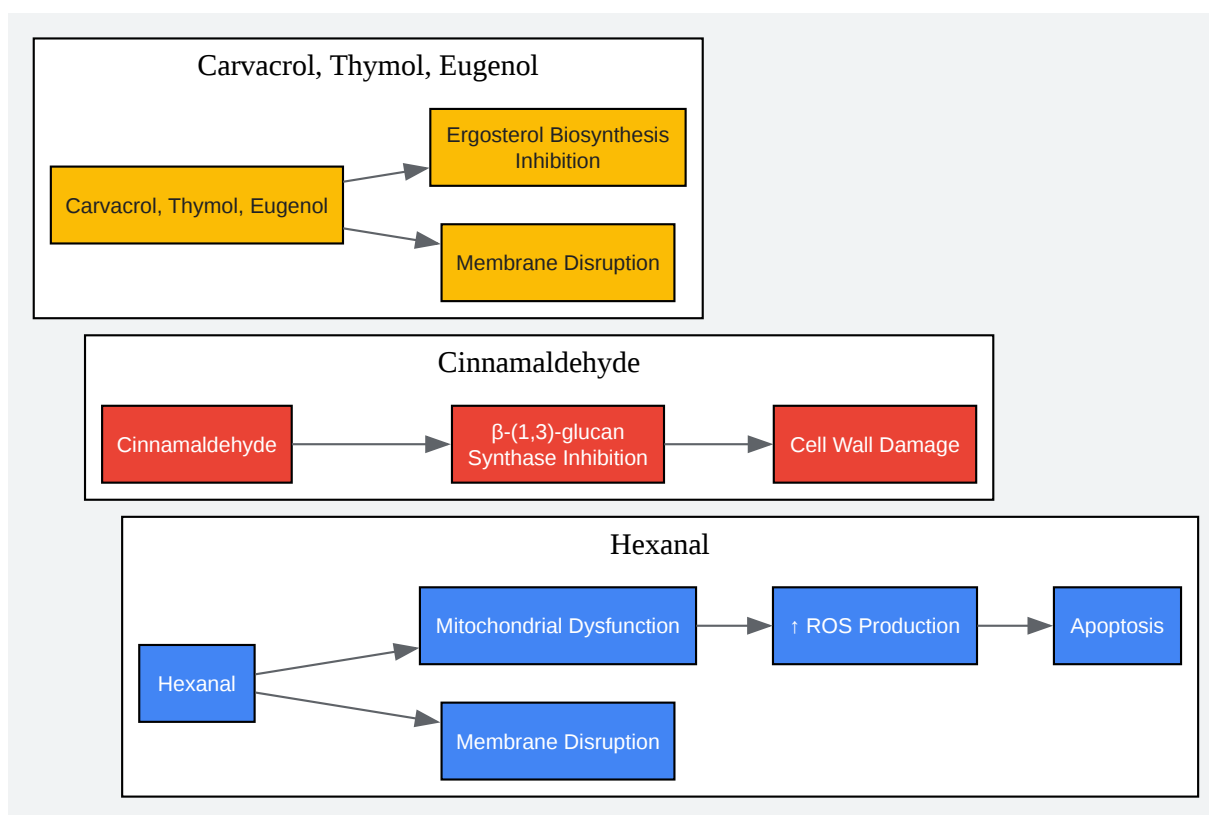 Carvacrol, Thymol, Eugenol
Carvacrol, Thymol, Eugenol
Ergosterol Biosynthesis
Inhibition
Membrane Disruption
Cinnamaldehyde
Cinnamaldehyde
β-(1,3)-glucan
Synthase Inhibition
Cell Wall Damage
Hexanal
Hexanal
Mitochondrial Dysfunction
↑ ROS Production
Apoptosis
Membrane Disruption